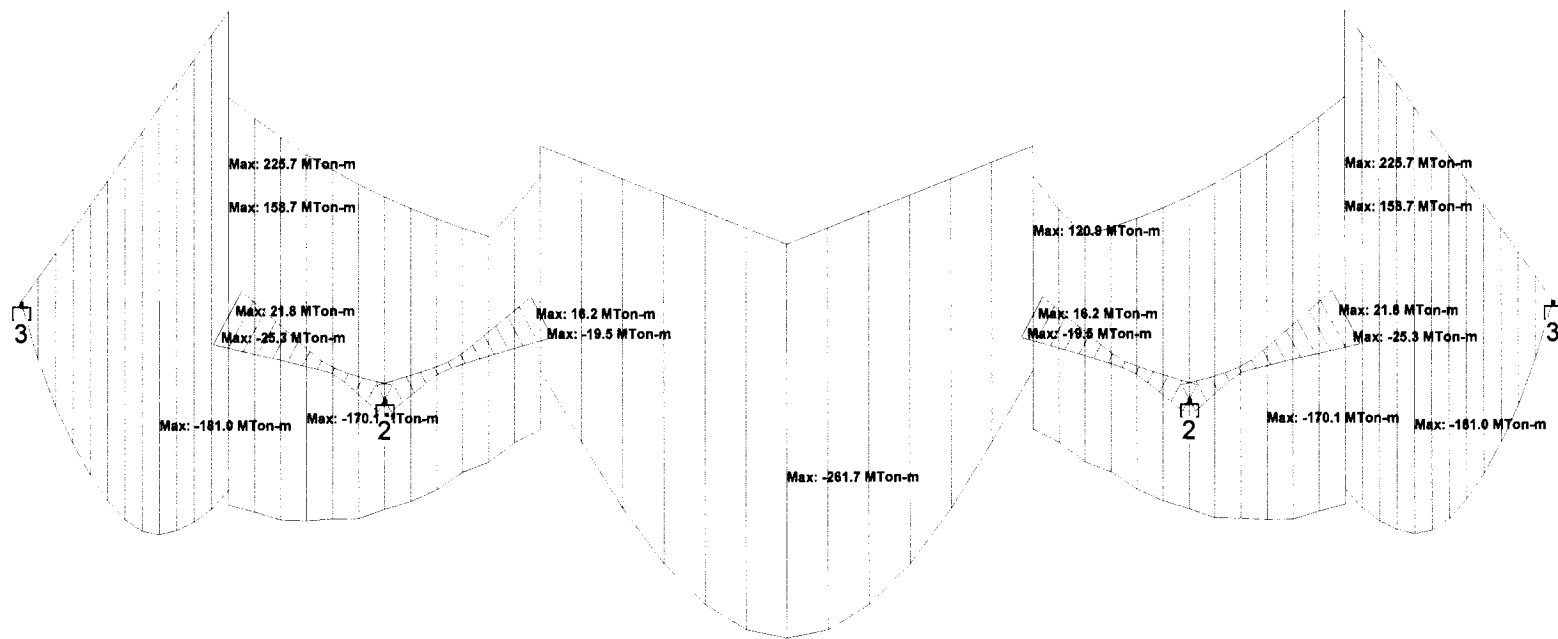 Max: 225.7 MTon-m
Max: 225.7 MTon-m
Max: 158.7 MTon-m
Max: 158.7 MTon-m
Max: 120.9 MTon-m
3
Max: 21.8 MTon-m
Max: 16.2 MTon-m
Max: 16.2 MTon-m
Max: 21.8 MTon-m
3
Max: -25.3 MTon-m
Max: -19.5 MTon-m
Max: -19.5 MTon-m
Max: -25.3 MTon-m
Max: -181.0 MTon-m
Max: -170.1 MTon-m
2
2
Max: -170.1 MTon-m
Max: -181.0 MTon-m
Max: -261.7 MTon-m